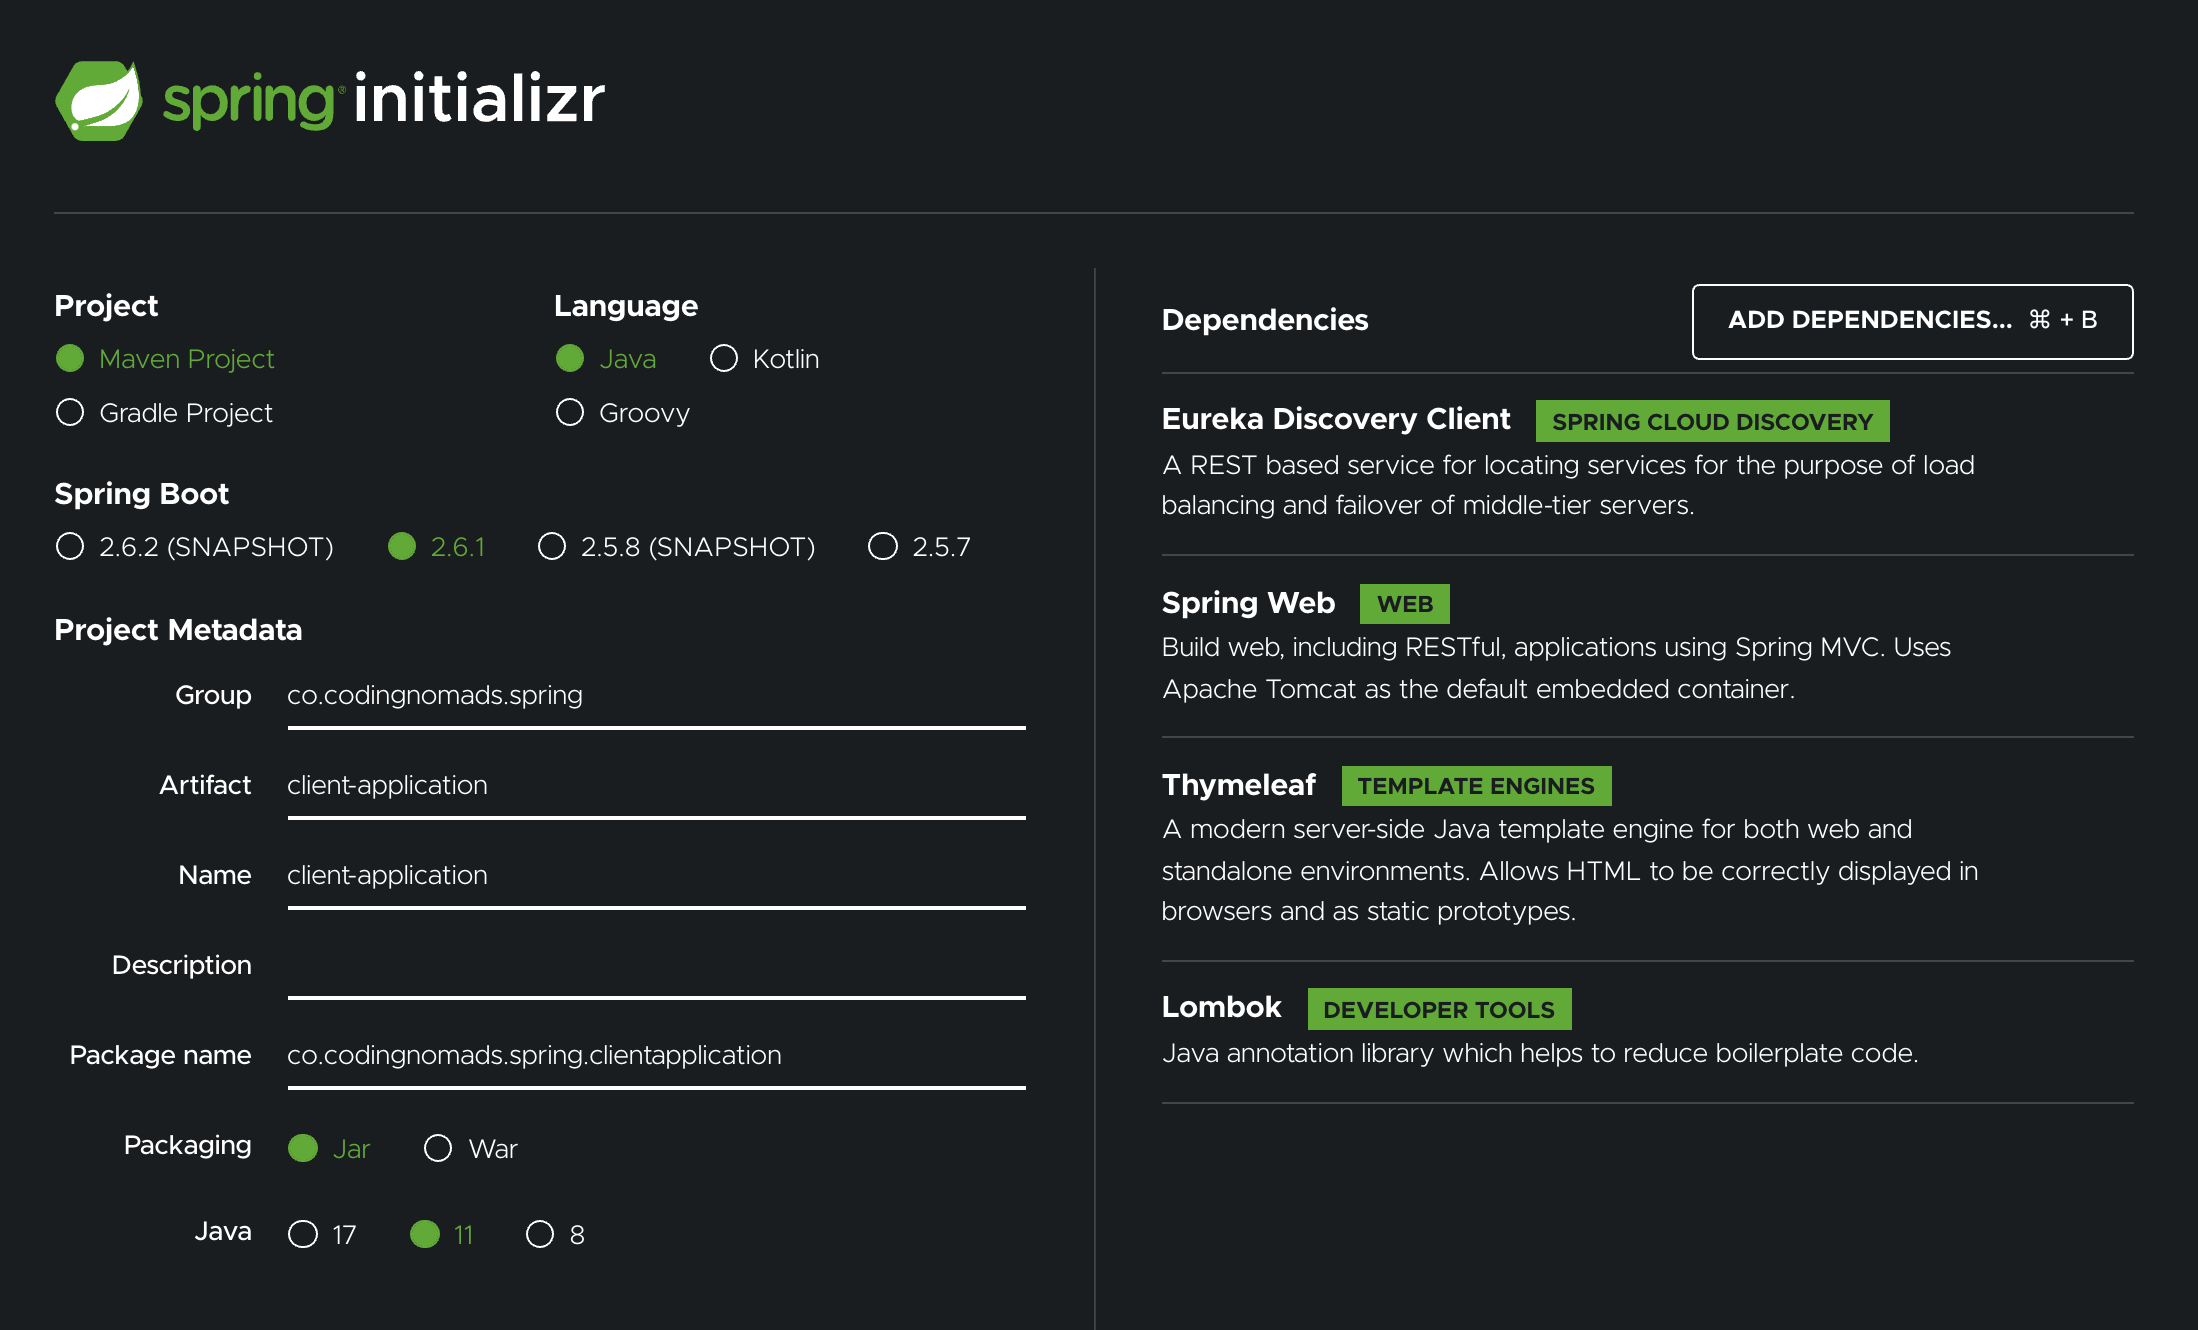 spring® initializr
Project
Maven Project
Gradle Project
Language
Java Kotlin
Groovy
Spring Boot
2.6.2 (SNAPSHOT) 2.6.1 2.5.8 (SNAPSHOT) 2.5.7
Project Metadata
Group co.codingnomads.spring
Artifact client-application
Name client-application
Description
Package name co.codingnomads.spring.clientapplication
Packaging Jar War
Java 17 11 8
Dependencies ADD DEPENDENCIES... ⌘ + B
Eureka Discovery Client SPRING CLOUD DISCOVERY
A REST based service for locating services for the purpose of load
balancing and failover of middle-tier servers.
Spring Web WEB
Build web, including RESTful, applications using Spring MVC. Uses
Apache Tomcat as the default embedded container.
Thymeleaf TEMPLATE ENGINES
A modern server-side Java template engine for both web and
standalone environments. Allows HTML to be correctly displayed in
browsers and as static prototypes.
Lombok DEVELOPER TOOLS
Java annotation library which helps to reduce boilerplate code.